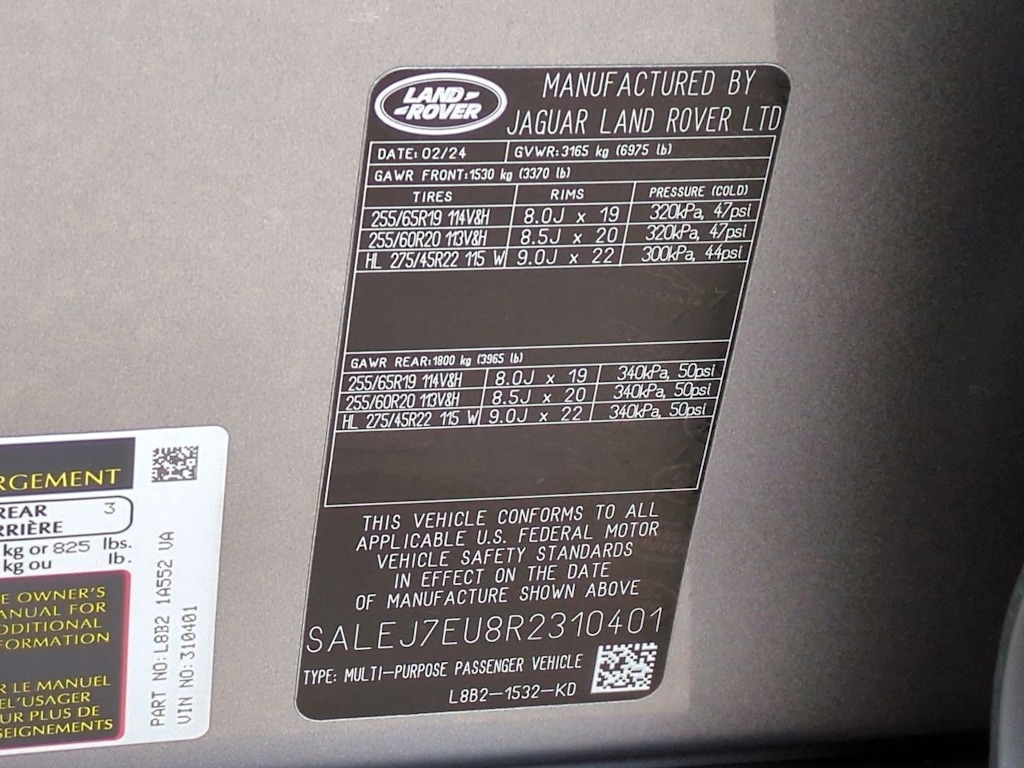 LAND ROVER
MANUFACTURED BY
JAGUAR LAND ROVER LTD
DATE: 02/24 GVWR: 3165 kg (6975 lb)
GAWR FRONT: 1530 kg (3370 lb)
TIRES RIMS PRESSURE (COLD)
255/65R19 114V&H 8.0J x 19 320kPa, 47psi
255/60R20 113V&H 8.5J x 20 320kPa, 47psi
HL 275/45R22 115 W 9.0J x 22 300kPa, 44psi
GAWR REAR: 1800 kg (3965 lb)
255/65R19 114V&H 8.0J x 19 340kPa, 50psi
255/60R20 113V&H 8.5J x 20 340kPa, 50psi
HL 275/45R22 115 W 9.0J x 22 340kPa, 50psi
THIS VEHICLE CONFORMS TO ALL
APPLICABLE U.S. FEDERAL MOTOR
VEHICLE SAFETY STANDARDS
IN EFFECT ON THE DATE
OF MANUFACTURE SHOWN ABOVE
SALEJ7EU8R2310401
TYPE: MULTI-PURPOSE PASSENGER VEHICLE
L8B2-1532-KD
RGEMENT
REAR 3
RRIÈRE
kg or 825 lbs.
kg ou lb.
E OWNER'S
ANUAL FOR
DDITIONAL
FORMATION
R LE MANUEL
EL'USAGER
UR PLUS DE
SEIGNEMENTS
PART NO: L8B2 1A552 VA
VIN NO: 310401